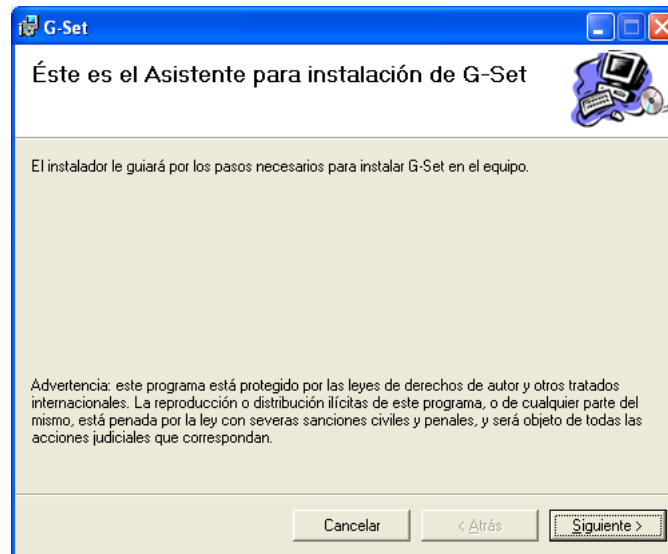 G-Set
Éste es el Asistente para instalación de G-Set
El instalador le guiará por los pasos necesarios para instalar G-Set en el equipo.
Advertencia: este programa está protegido por las leyes de derechos de autor y otros tratados
internacionales. La reproducción o distribución ilícitas de este programa, o de cualquier parte del
mismo, está penada por la ley con severas sanciones civiles y penales, y será objeto de todas las
acciones judiciales que correspondan.
Cancelar
< Atrás
Siguiente >